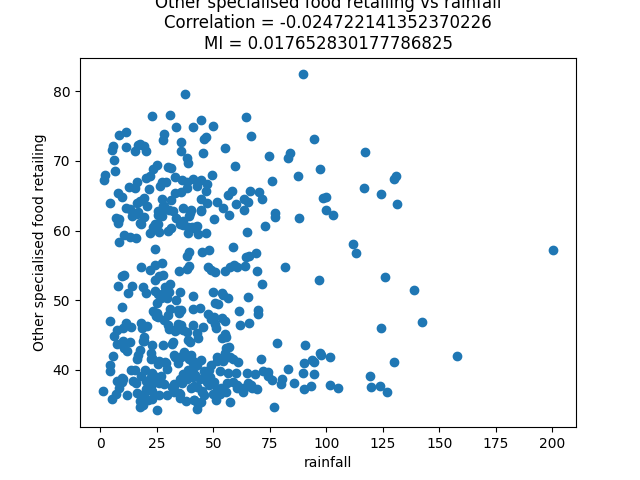 Other specialised food retailing vs rainfall
Correlation = -0.024722141352370226
MI = 0.017652830177786825
80
70
60
50
40
Other specialised food retailing
0 25 50 75 100 125 150 175 200
rainfall